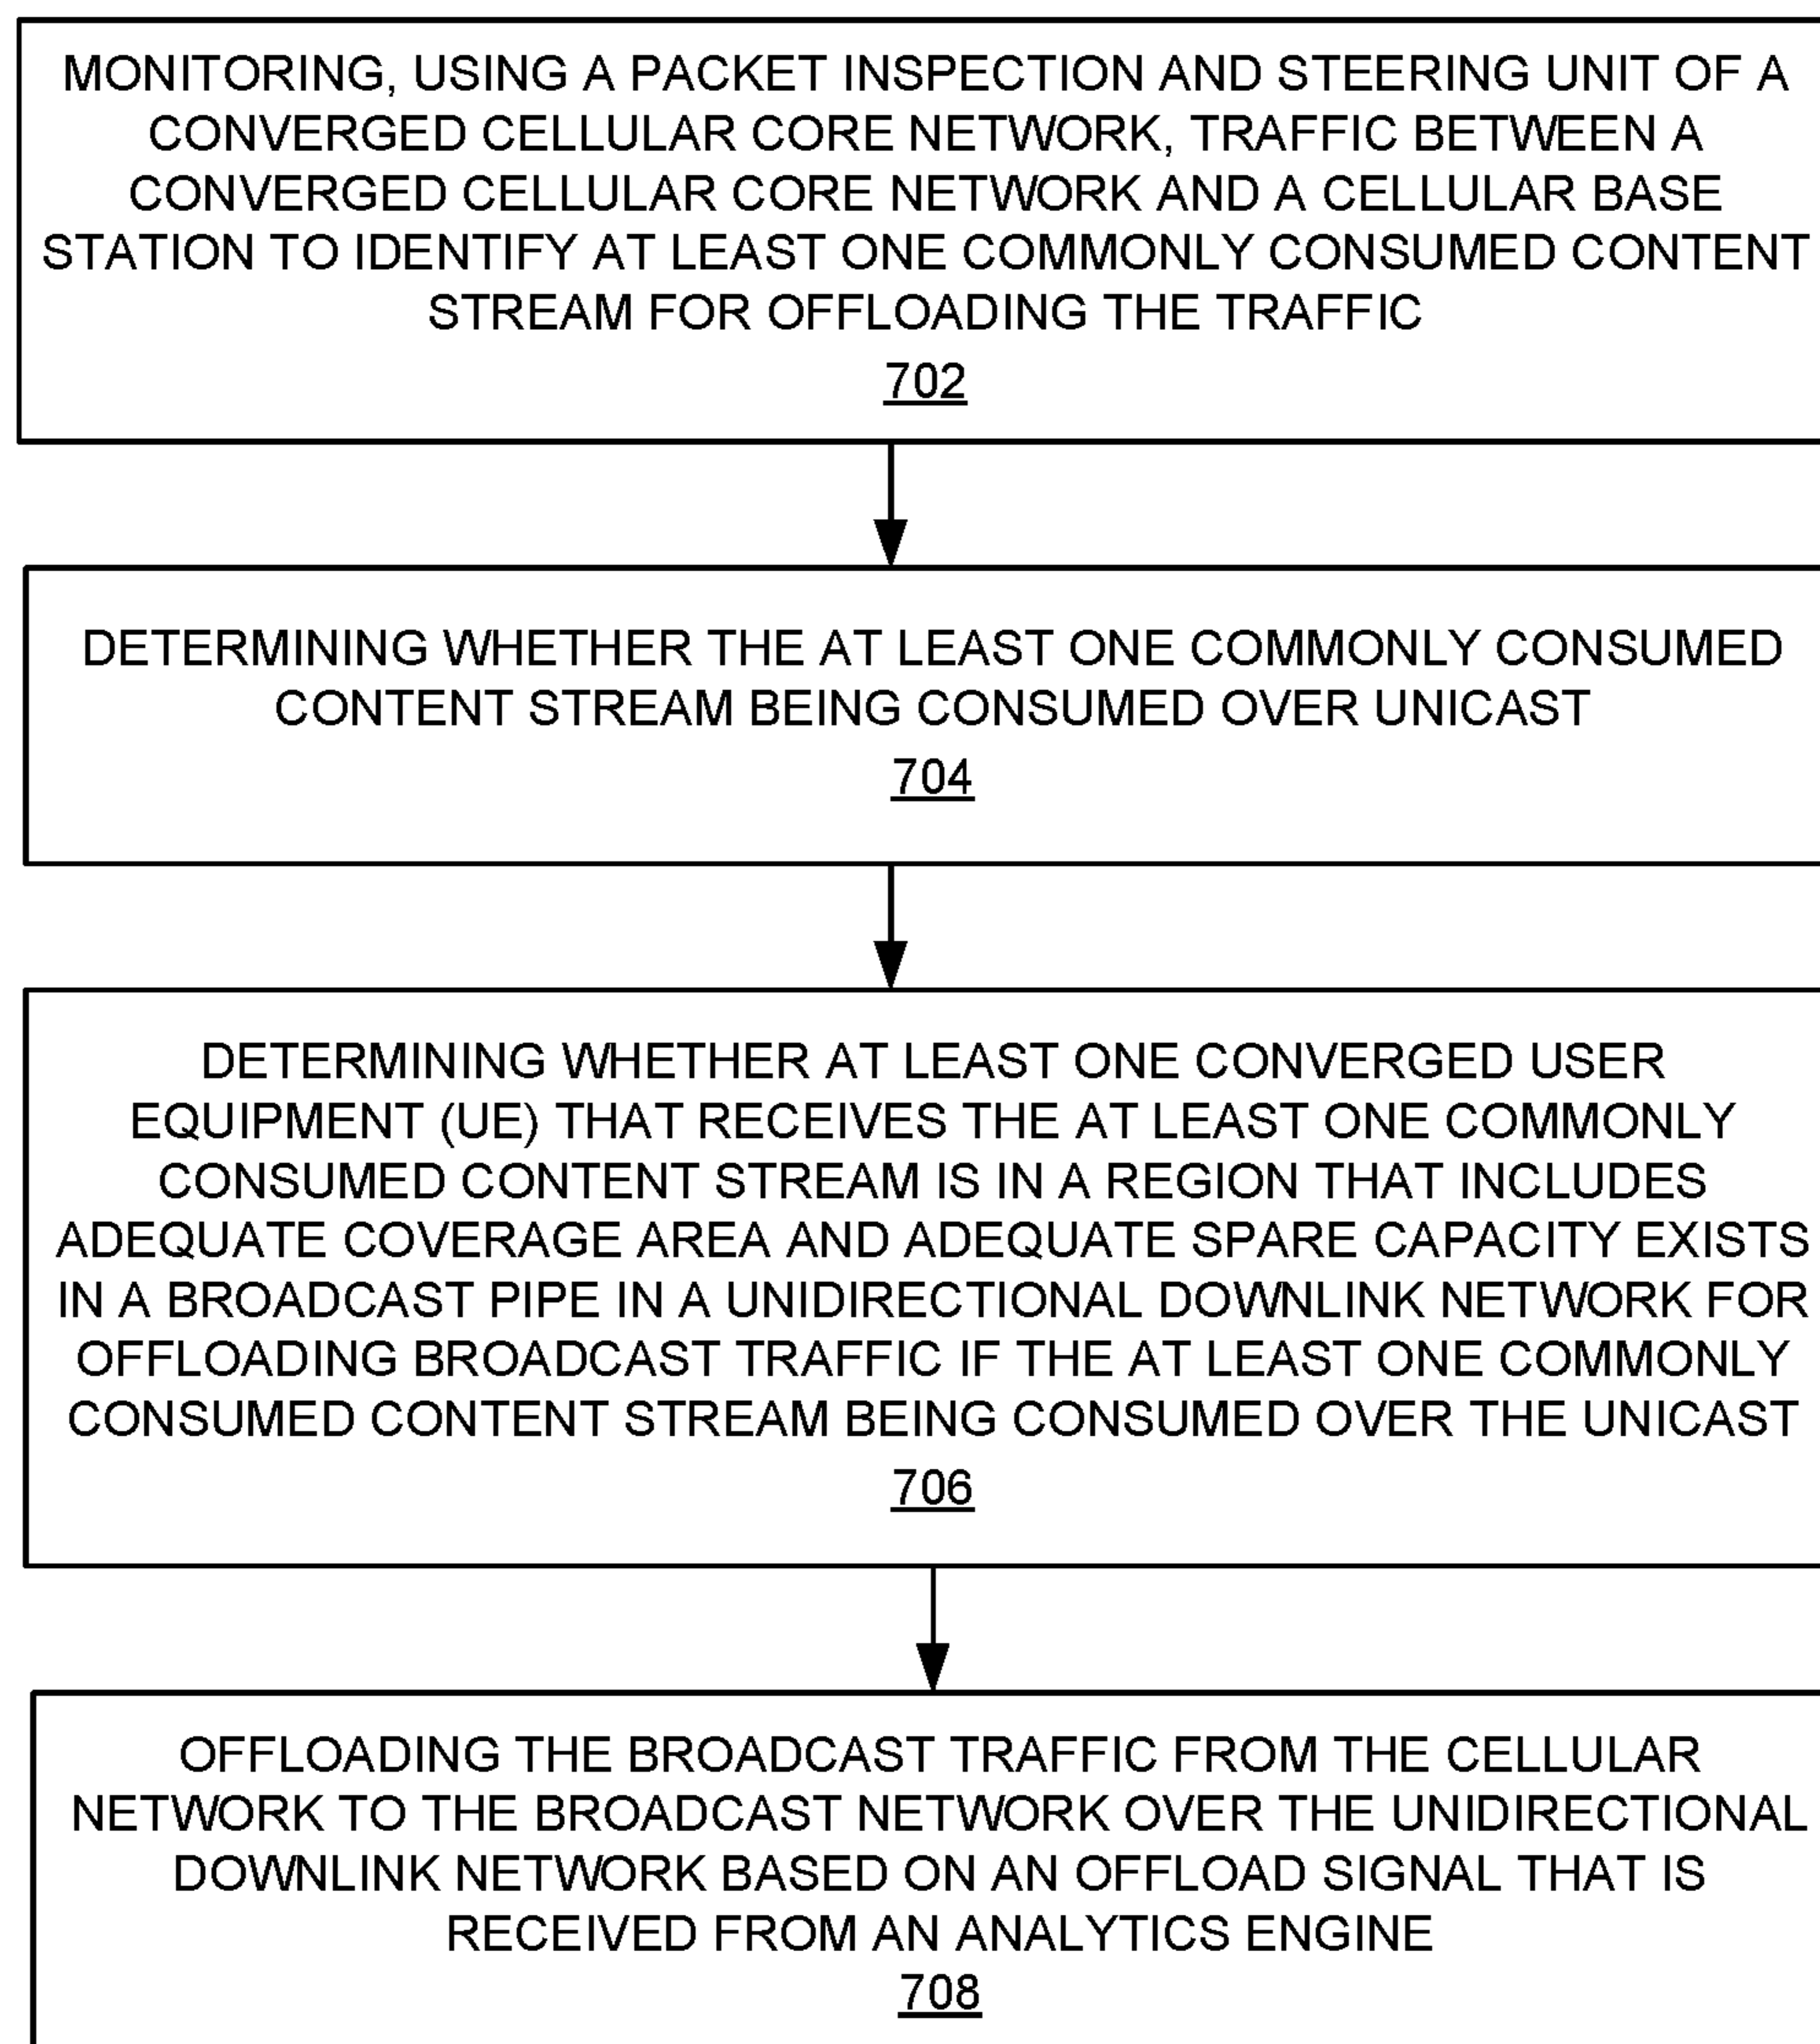 MONITORING, USING A PACKET INSPECTION AND STEERING UNIT OF A
CONVERGED CELLULAR CORE NETWORK, TRAFFIC BETWEEN A
CONVERGED CELLULAR CORE NETWORK AND A CELLULAR BASE
STATION TO IDENTIFY AT LEAST ONE COMMONLY CONSUMED CONTENT
STREAM FOR OFFLOADING THE TRAFFIC
702
DETERMINING WHETHER THE AT LEAST ONE COMMONLY CONSUMED
CONTENT STREAM BEING CONSUMED OVER UNICAST
704
DETERMINING WHETHER AT LEAST ONE CONVERGED USER
EQUIPMENT (UE) THAT RECEIVES THE AT LEAST ONE COMMONLY
CONSUMED CONTENT STREAM IS IN A REGION THAT INCLUDES
ADEQUATE COVERAGE AREA AND ADEQUATE SPARE CAPACITY EXISTS
IN A BROADCAST PIPE IN A UNIDIRECTIONAL DOWNLINK NETWORK FOR
OFFLOADING BROADCAST TRAFFIC IF THE AT LEAST ONE COMMONLY
CONSUMED CONTENT STREAM BEING CONSUMED OVER THE UNICAST
706
OFFLOADING THE BROADCAST TRAFFIC FROM THE CELLULAR
NETWORK TO THE BROADCAST NETWORK OVER THE UNIDIRECTIONAL
DOWNLINK NETWORK BASED ON AN OFFLOAD SIGNAL THAT IS
RECEIVED FROM AN ANALYTICS ENGINE
708